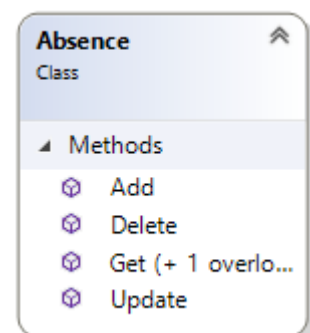 Absence
Class
Methods
Add
Delete
Get (+ 1 overlo...
Update